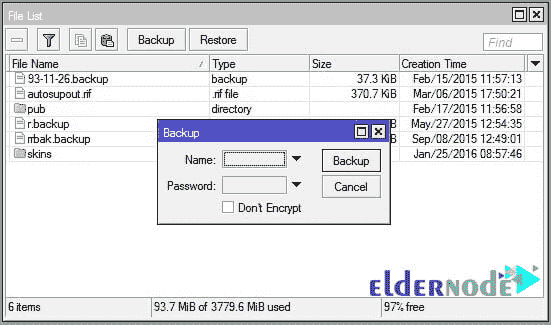 File List
Backup Restore Find
File Name / Type Size Creation Time
93-11-26.backup backup 37.3 KiB Feb/15/2015 11:57:13
autosupout.rif .rif file 370.7 KiB Mar/06/2015 17:50:21
pub directory Feb/17/2015 11:56:58
r.backup May/27/2015 12:54:35
rrbak.backup Sep/08/2015 12:49:01
skins Jan/25/2016 08:57:46
Backup
Name: Backup
Password: Cancel
Don't Encrypt
eldernode
6 items 93.7 MiB of 3779.6 MiB used 97% free